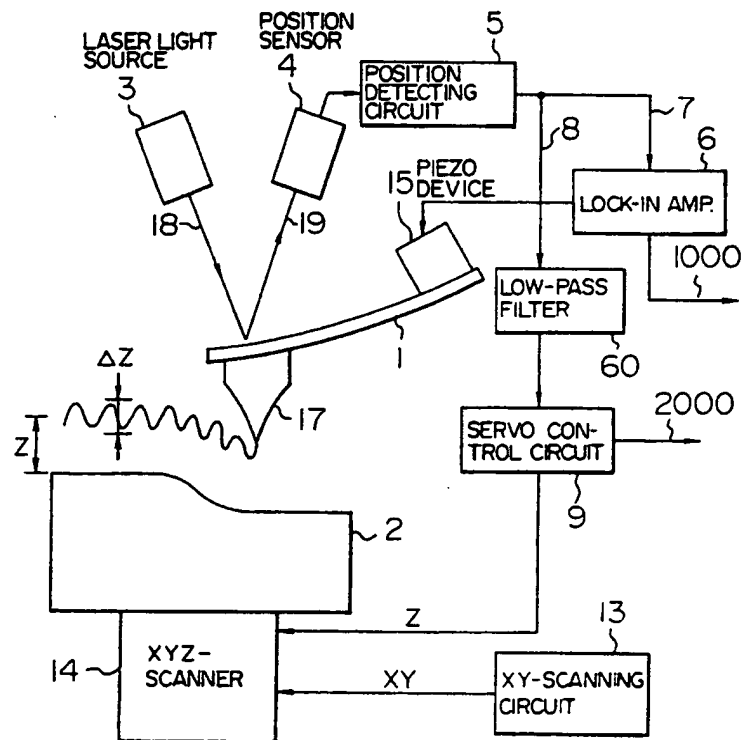 LASER LIGHT
SOURCE
3
POSITION
SENSOR
4
5
POSITION
DETECTING
CIRCUIT
7
8
6
LOCK-IN AMP.
1000
15
PIEZO
DEVICE
18
19
LOW-PASS
FILTER
60
1
ΔZ
17
Z
2000
SERVO CON-
TROL CIRCUIT
9
2
Z
13
14
XYZ-
SCANNER
XY
XY-SCANNING
CIRCUIT